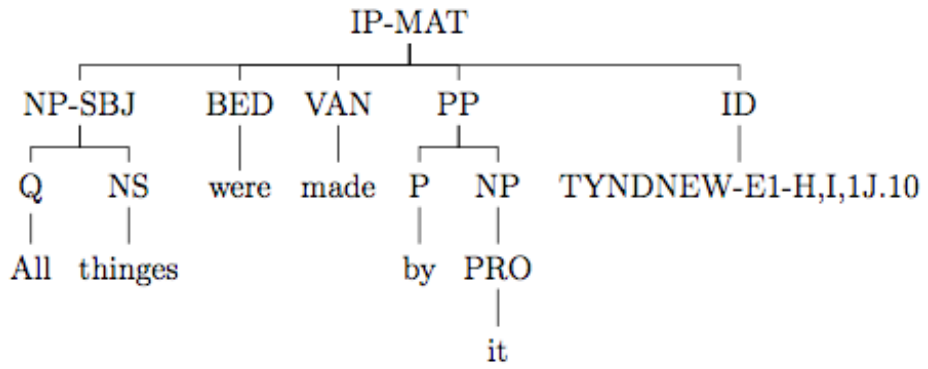 IP-MAT
NP-SBJ BED VAN PP ID
Q NS were made P NP TYNDNEW-E1-H,I,1J.10
All thinges by PRO
it